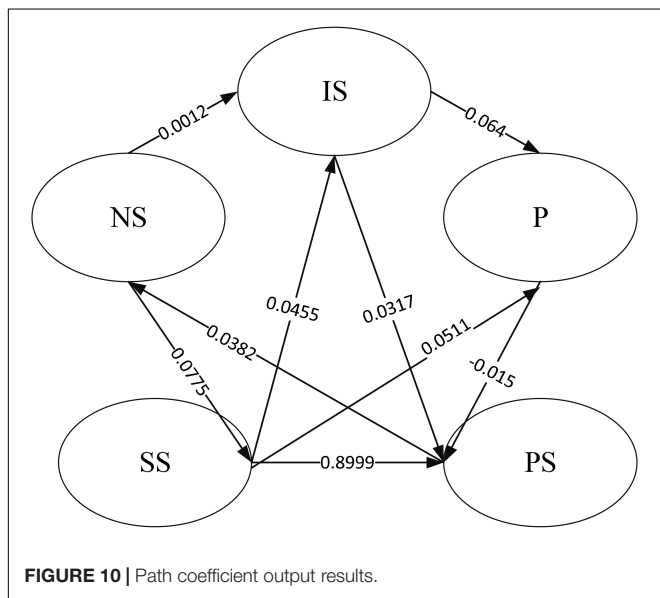 IS
0.0012
0.064
NS
P
0.0455
0.0317
0.0382
0.0511
0.0775
-0.015
SS
0.8999
PS
FIGURE 10 | Path coefficient output results.